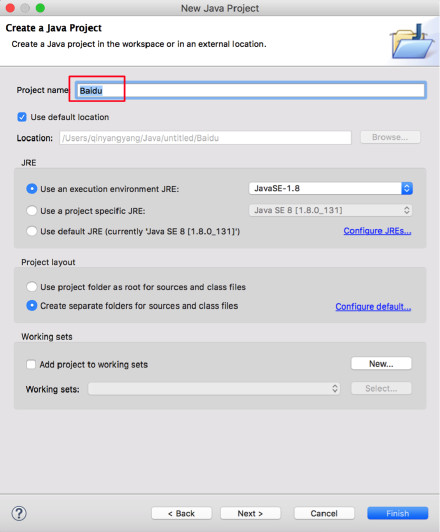 New Java Project
Create a Java Project
Create a Java project in the workspace or in an external location.
Project name: Baidu
Use default location
Location: /Users/qinyangyang/Java/untitled/Baidu Browse...
JRE
Use an execution environment JRE: JavaSE-1.8
Use a project specific JRE: Java SE 8 [1.8.0_131]
Use default JRE (currently 'Java SE 8 [1.8.0_131]') Configure JREs...
Project layout
Use project folder as root for sources and class files
Create separate folders for sources and class files Configure default...
Working sets
Add project to working sets New...
Working sets: Select...
? < Back Next > Cancel Finish